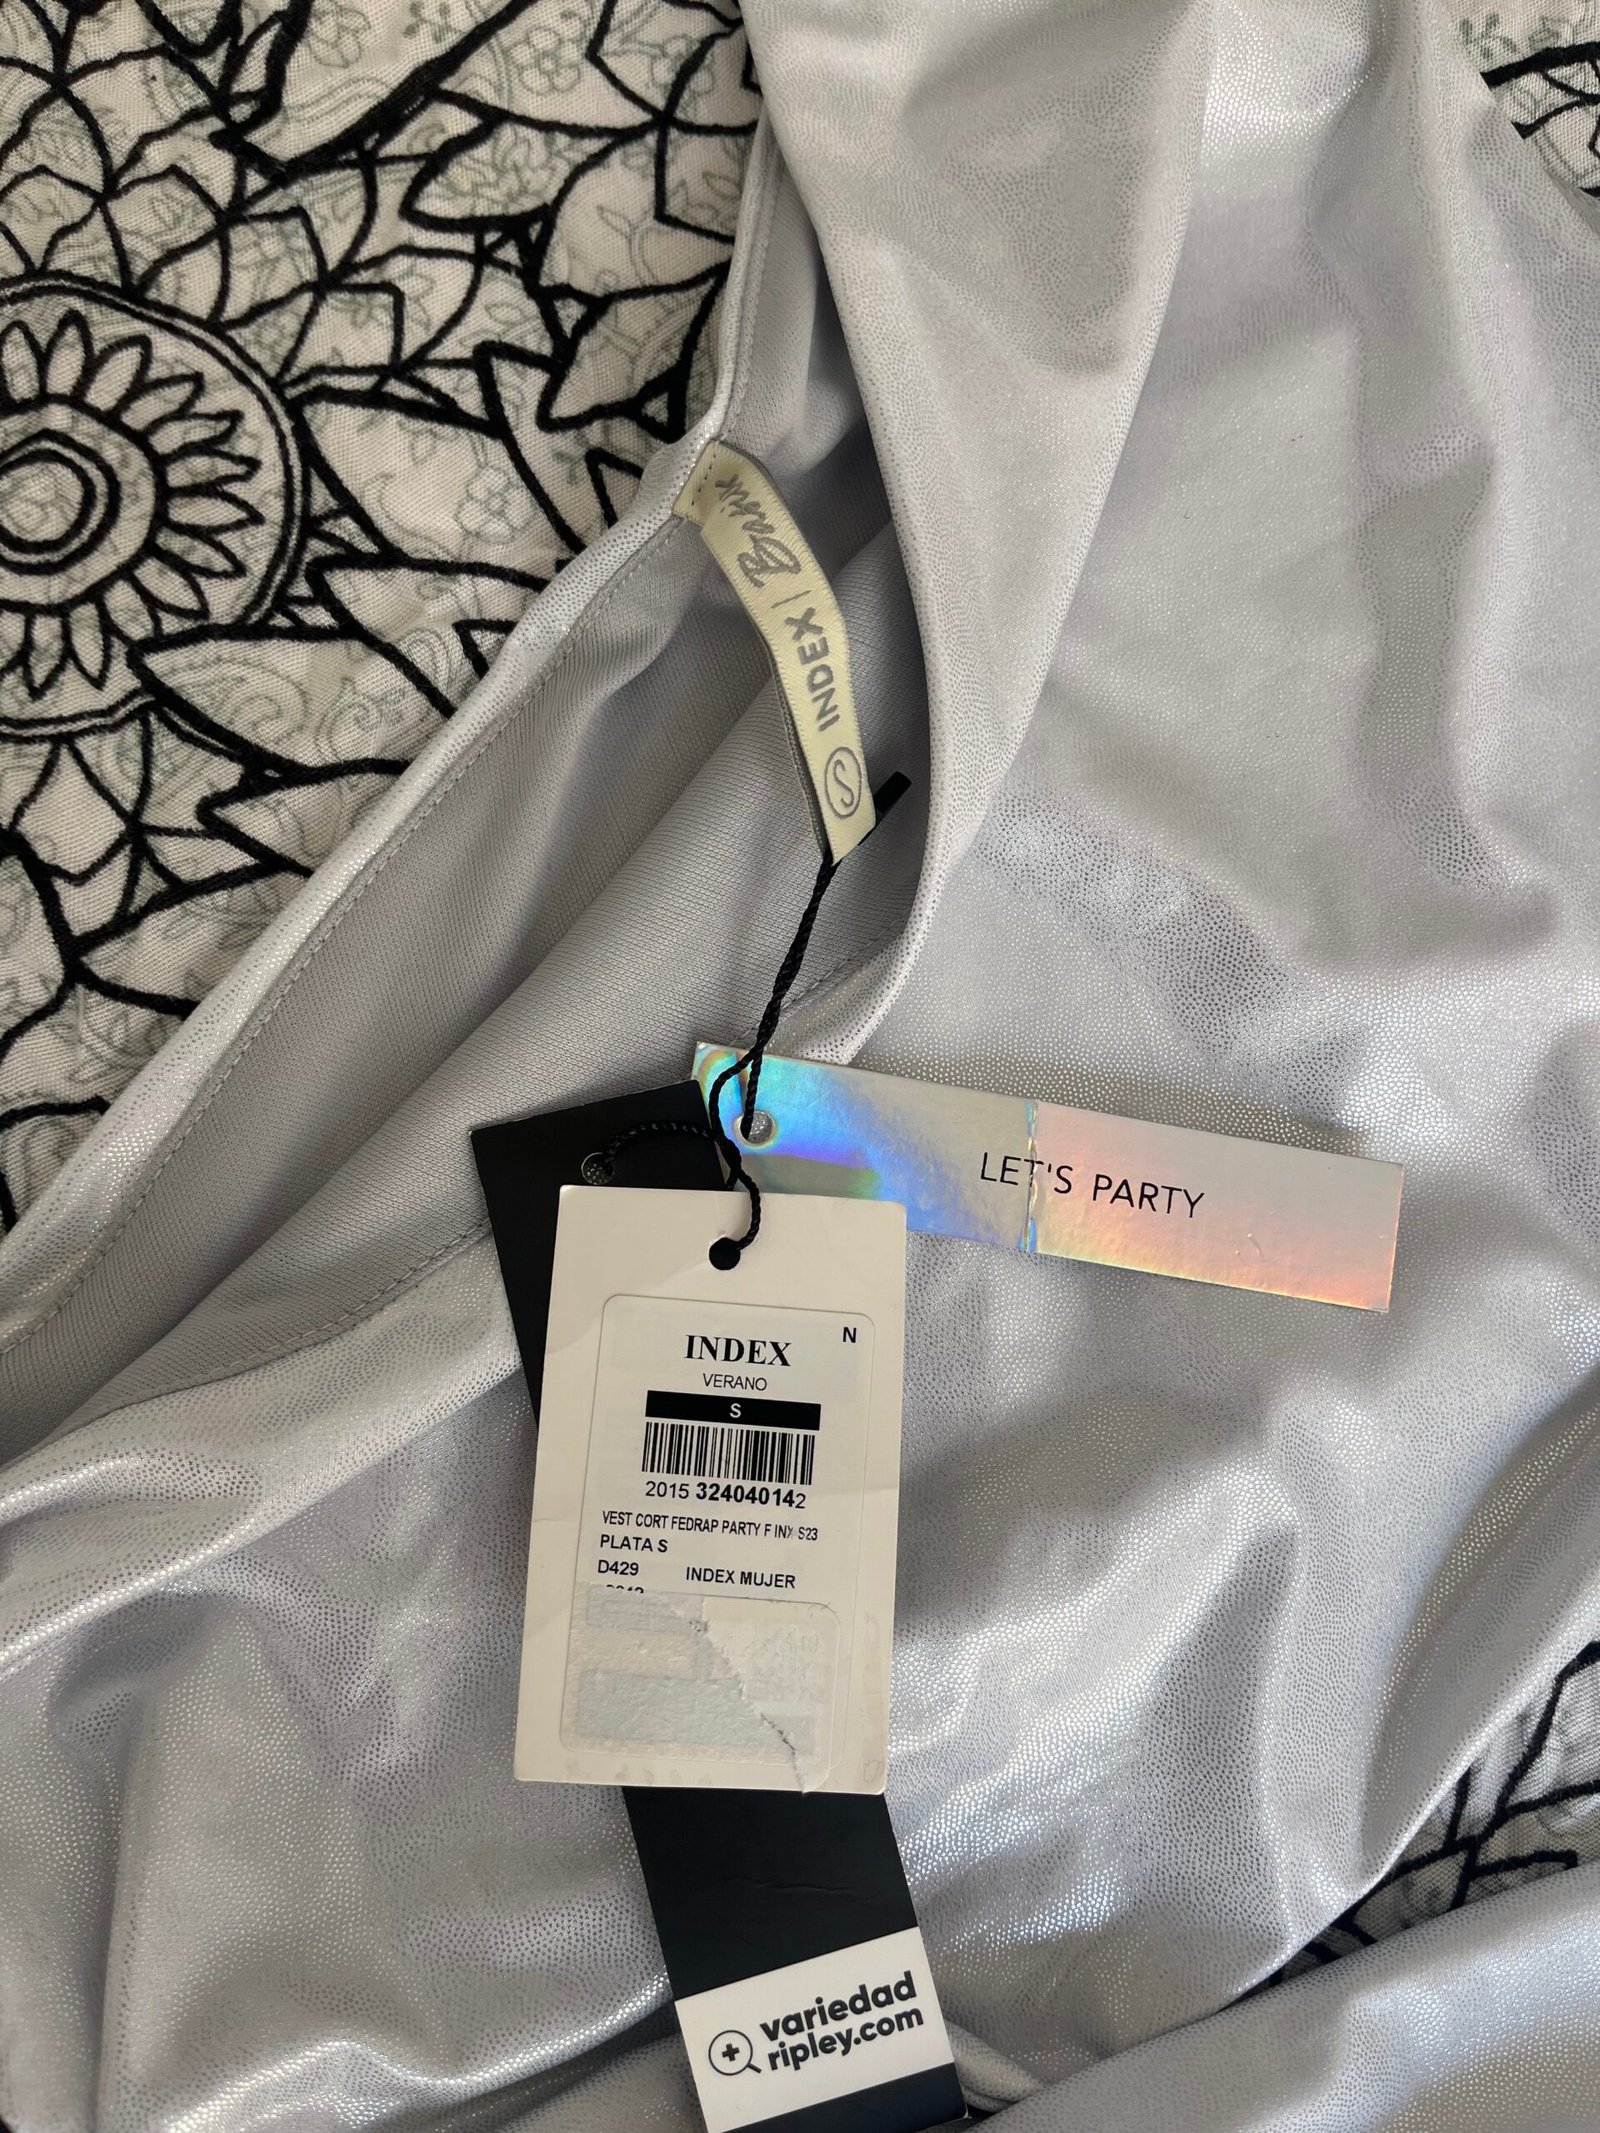 Basix
INDEX |
S
LET'S PARTY
N
INDEX
VERANO
S
2015 324040142
VEST CORT FEDRAP PARTY F INX S23
PLATA S
D429 INDEX MUJER
variedad
ripley.com